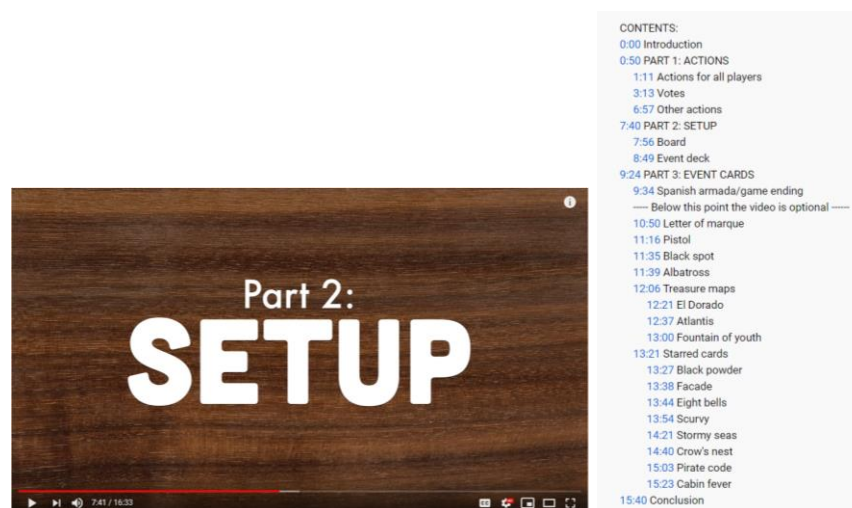 Part 2:
SETUP
7:41 / 16:33
CONTENTS:
0:00 Introduction
0:50 PART 1: ACTIONS
1:11 Actions for all players
3:13 Votes
6:57 Other actions
7:40 PART 2: SETUP
7:56 Board
8:49 Event deck
9:24 PART 3: EVENT CARDS
9:34 Spanish armada/game ending
---- Below this point the video is optional -----
10:50 Letter of marque
11:16 Pistol
11:35 Black spot
11:39 Albatross
12:06 Treasure maps
12:21 El Dorado
12:37 Atlantis
13:00 Fountain of youth
13:21 Starred cards
13:27 Black powder
13:38 Facade
13:44 Eight bells
13:54 Scurvy
14:21 Stormy seas
14:40 Crow's nest
15:03 Pirate code
15:23 Cabin fever
15:40 Conclusion